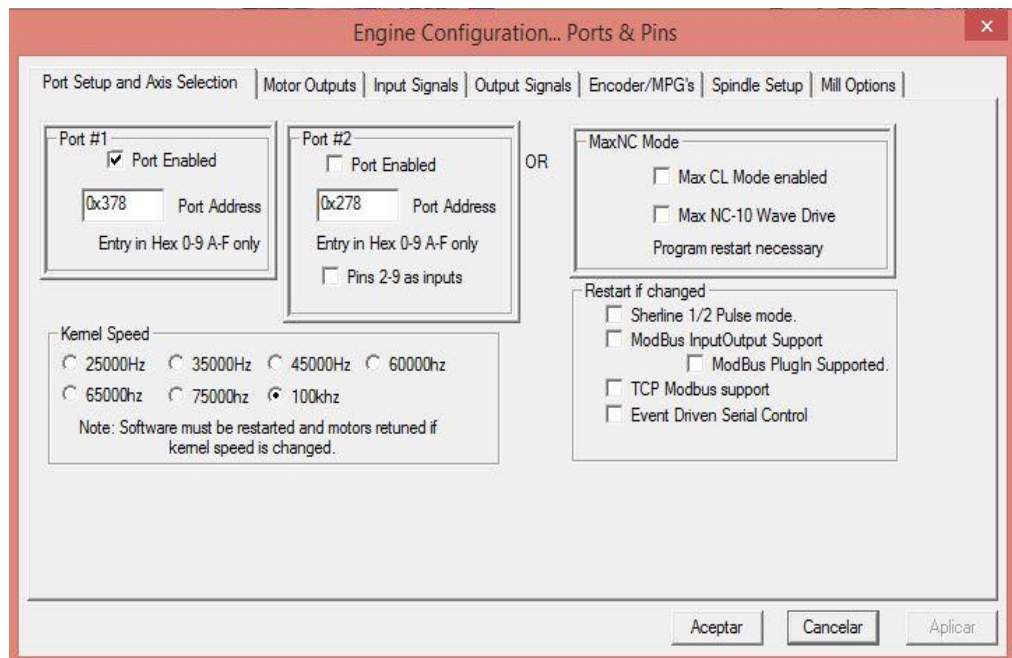 Engine Configuration... Ports & Pins
x
Port Setup and Axis Selection
Motor Outputs
Input Signals
Output Signals
Encoder/MPG's
Spindle Setup
Mill Options
Port #1
Port Enabled
0x378
Port Address
Entry in Hex 0-9 A-F only
Port #2
Port Enabled
0x278
Port Address
Entry in Hex 0-9 A-F only
Pins 2-9 as inputs
OR
MaxNC Mode
Max CL Mode enabled
Max NC-10 Wave Drive
Program restart necessary
Restart if changed
Sherline 1/2 Pulse mode.
ModBus InputOutput Support
ModBus PlugIn Supported.
TCP Modbus support
Event Driven Serial Control
Kernel Speed
25000Hz
35000Hz
45000Hz
60000hz
65000hz
75000hz
100khz
Note: Software must be restarted and motors retuned if
kernel speed is changed.
Aceptar
Cancelar
Aplicar